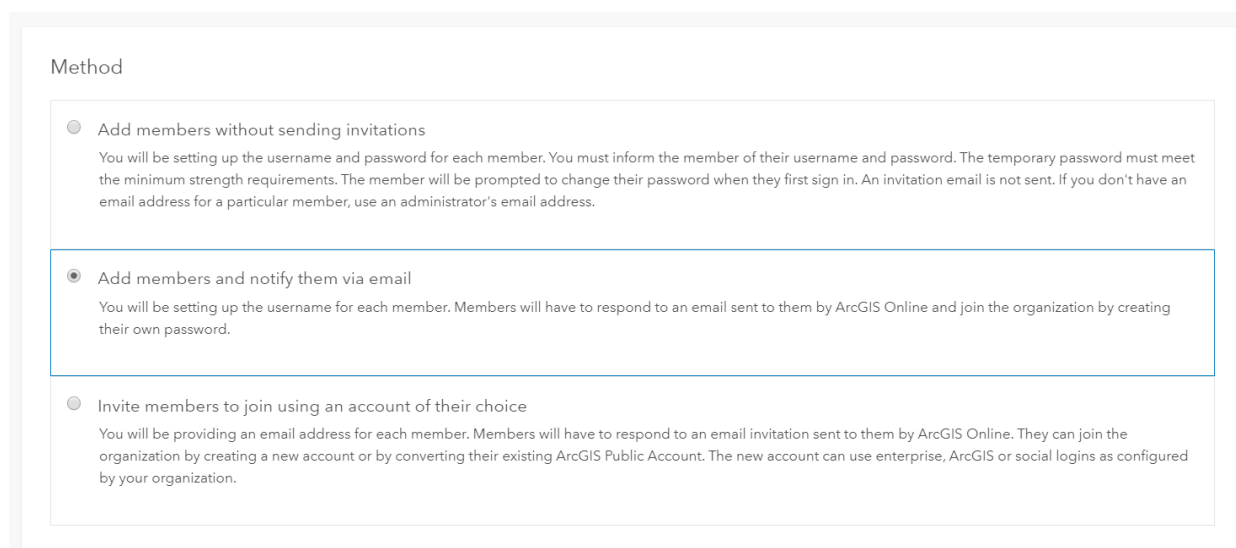 Method
Add members without sending invitations
You will be setting up the username and password for each member. You must inform the member of their username and password. The temporary password must meet
the minimum strength requirements. The member will be prompted to change their password when they first sign in. An invitation email is not sent. If you don't have an
email address for a particular member, use an administrator's email address.
Add members and notify them via email
You will be setting up the username for each member. Members will have to respond to an email sent to them by ArcGIS Online and join the organization by creating
their own password.
Invite members to join using an account of their choice
You will be providing an email address for each member. Members will have to respond to an email invitation sent to them by ArcGIS Online. They can join the
organization by creating a new account or by converting their existing ArcGIS Public Account. The new account can use enterprise, ArcGIS or social logins as configured
by your organization.